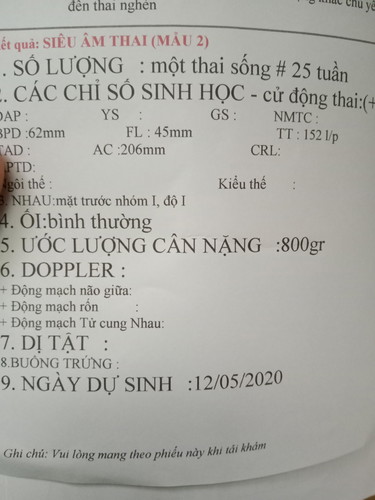 đến thai nghén
ết quả: SIÊU ÂM THAI (MẪU 2)
. SỐ LƯỢNG : một thai sống # 25 tuần
. CÁC CHỈ SỐ SINH HỌC - cử động thai:(+
DAP : YS : GS : NMTC :
BPD :62mm FL : 45mm TT : 152 l/p
TAD : AC :206mm CRL:
PTD:
Ngôi thế : Kiểu thế :
3. NHAU:mặt trước nhóm I, độ I
4. ỐI:bình thường
5. ƯỚC LƯỢNG CÂN NẶNG :800gr
6. DOPPLER :
+ Động mạch não giữa:
+ Động mạch rốn :
+ Động mạch Tử cung Nhau:
7. DỊ TẬT :
8.BUỒNG TRỨNG :
9. NGÀY DỰ SINH :12/05/2020
Ghi chú: Vui lòng mang theo phiếu này khi tái khám